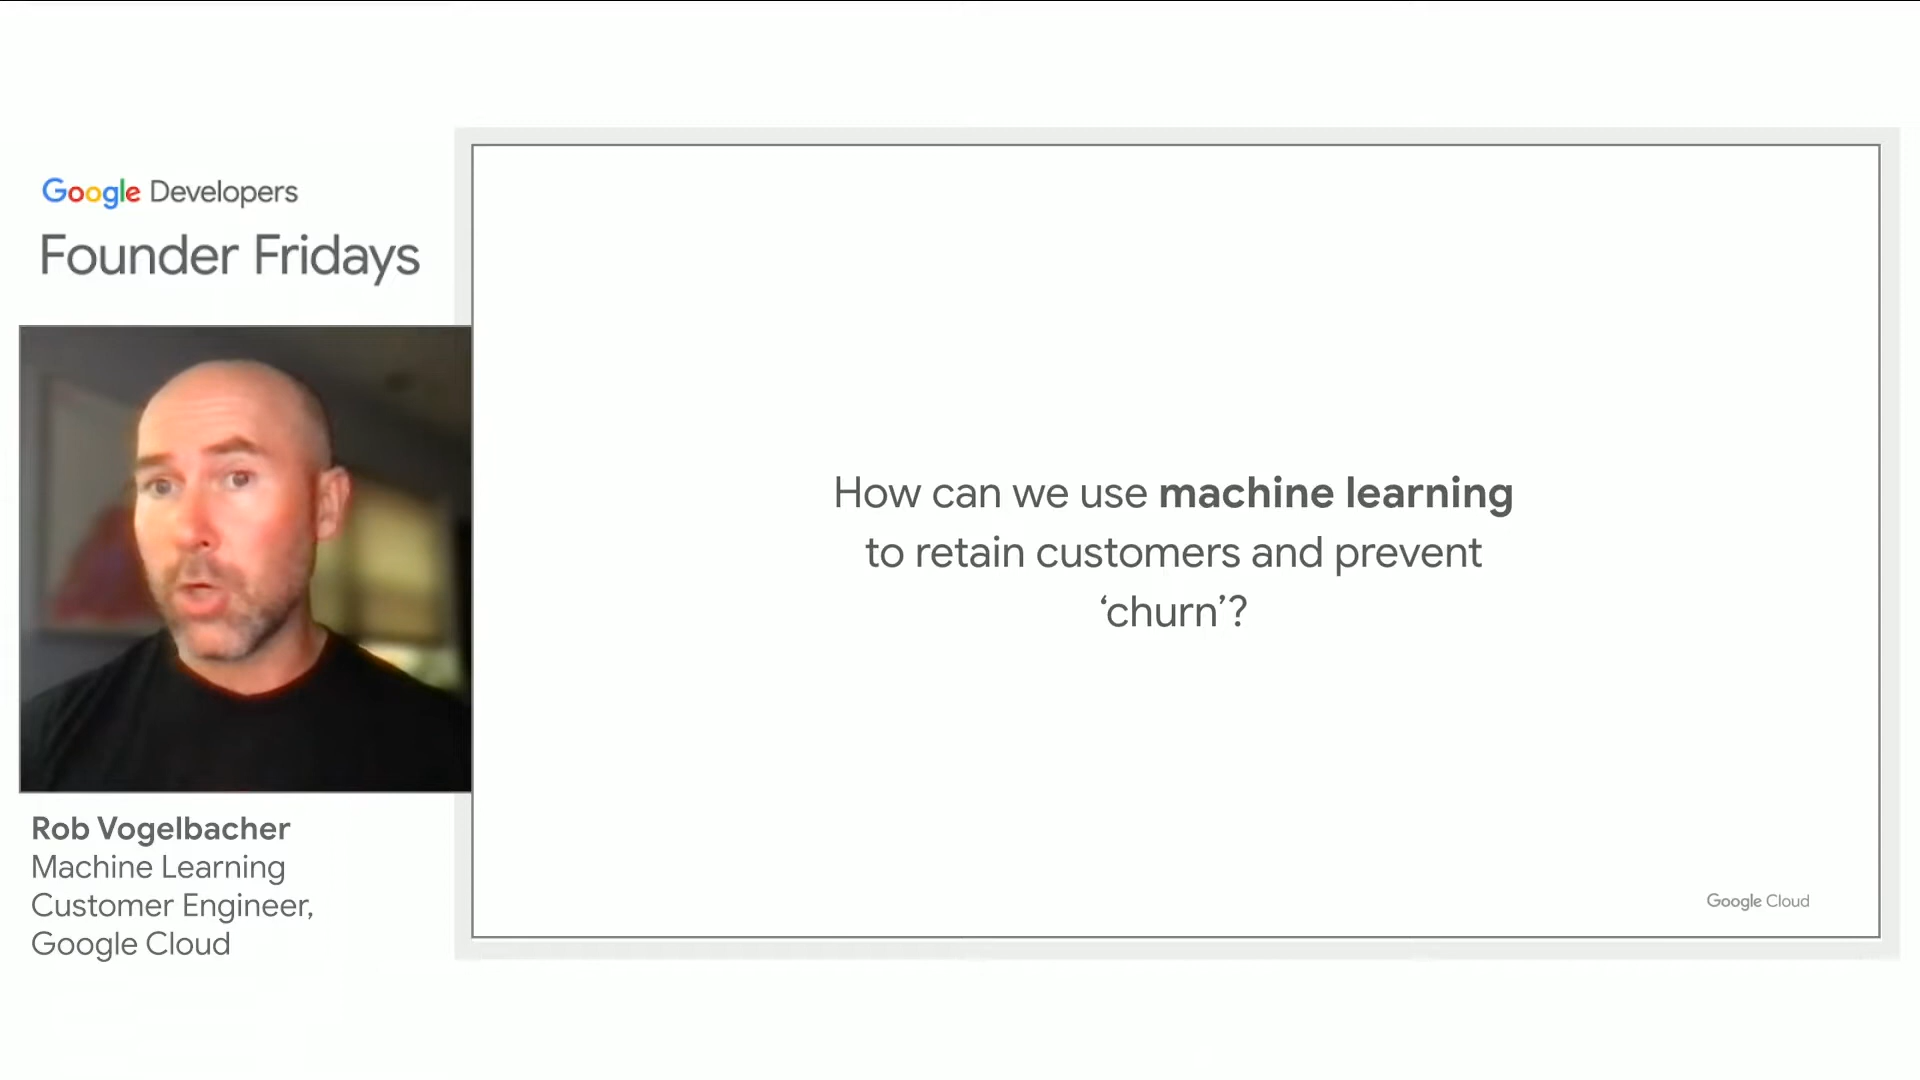 Google Developers
Founder Fridays
Rob Vogelbacher
Machine Learning
Customer Engineer,
Google Cloud
How can we use machine learning
to retain customers and prevent
‘churn’?
Google Cloud